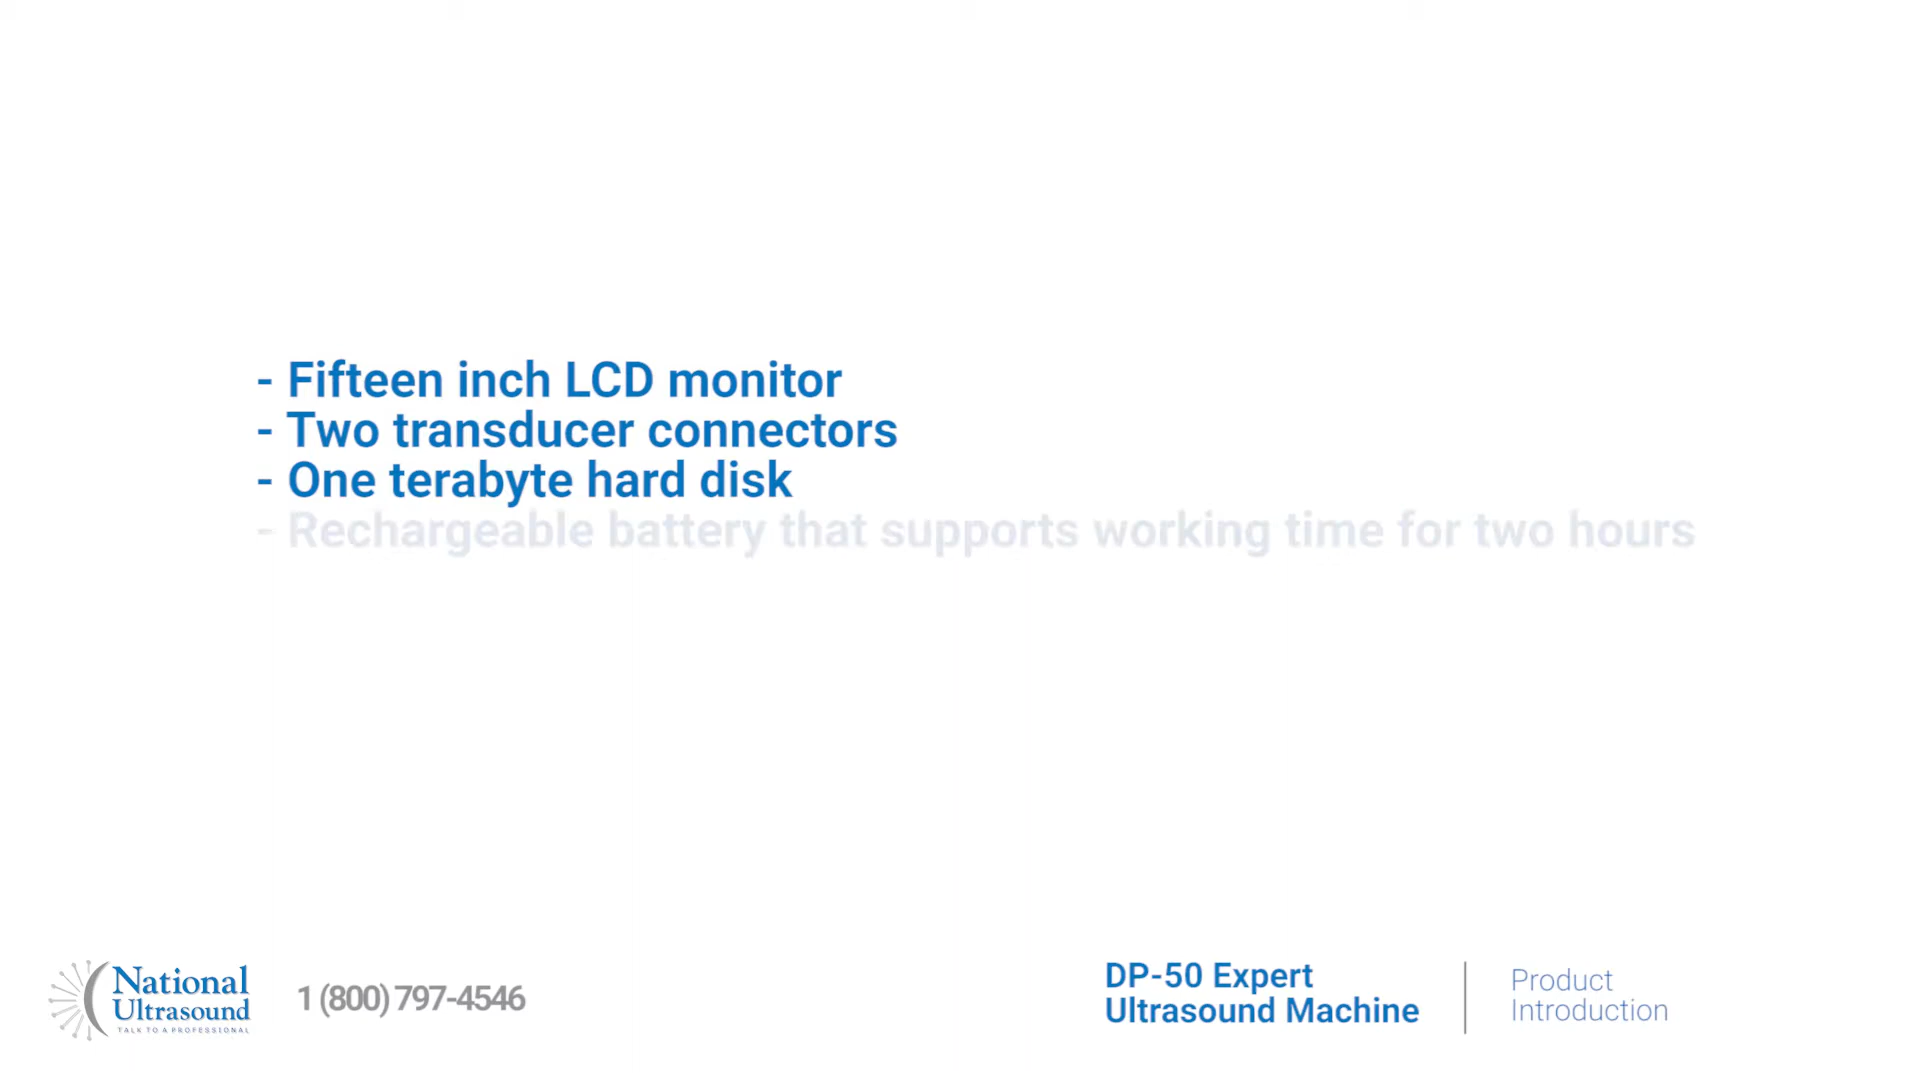 - Fifteen inch LCD monitor
- Two transducer connectors
- One terabyte hard disk
- Rechargeable battery that supports working time for two hours
National
Ultrasound
TALK TO A PROFESSIONAL
1 (800) 797-4546
DP-50 Expert
Ultrasound Machine
Product
Introduction